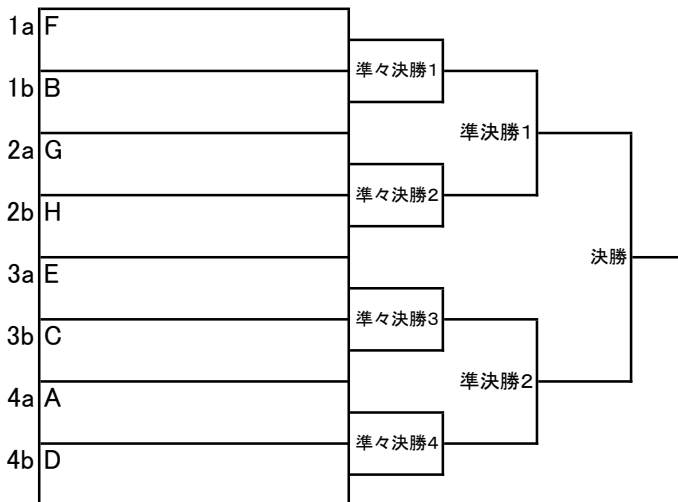 1a F
準々決勝1
1b B
準決勝1
2a G
準々決勝2
2b H
決勝
3a E
準々決勝3
3b C
準決勝2
4a A
準々決勝4
4b D